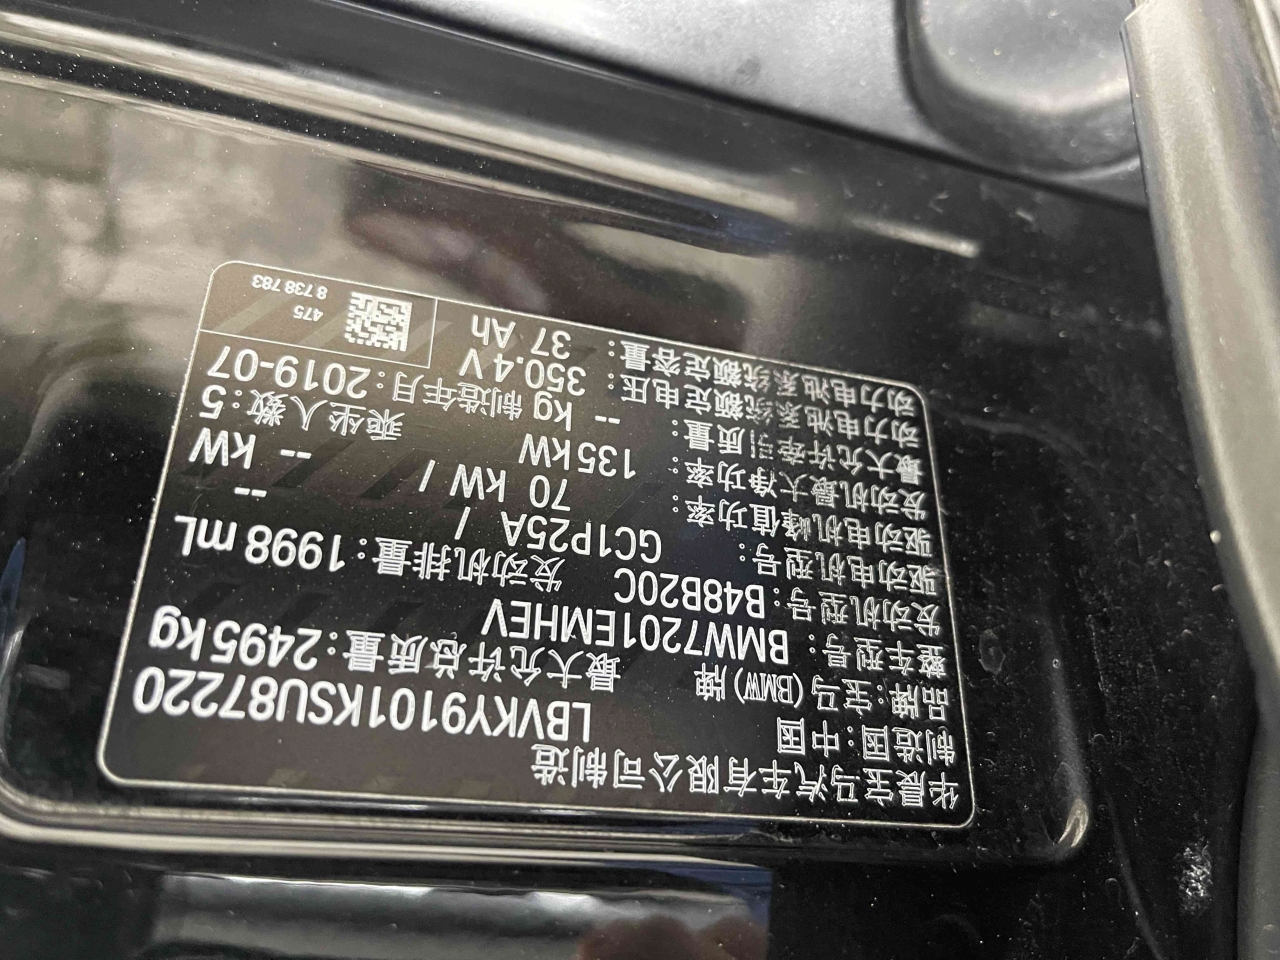 华晨宝马汽车有限公司制造
制造国:中国 LBVKY9101KSU87220
品牌:宝马(BMW)牌 最大允许总质量:2495kg
整车型号: BMW7201EMHEV
发动机型号:B48B20C 发动机排量:1998 mL
驱动电机型号: GC1P25A / --
驱动电机峰值功率: 70 kW / -- kW
发动机最大净功率: 135kW 乘坐人数:5
最大允许牵引质量: -- kg 制造年月:2019-07
动力电池系统额定电压: 350.4V
动力电池系统额定容量: 37 Ah
475
8 738 783